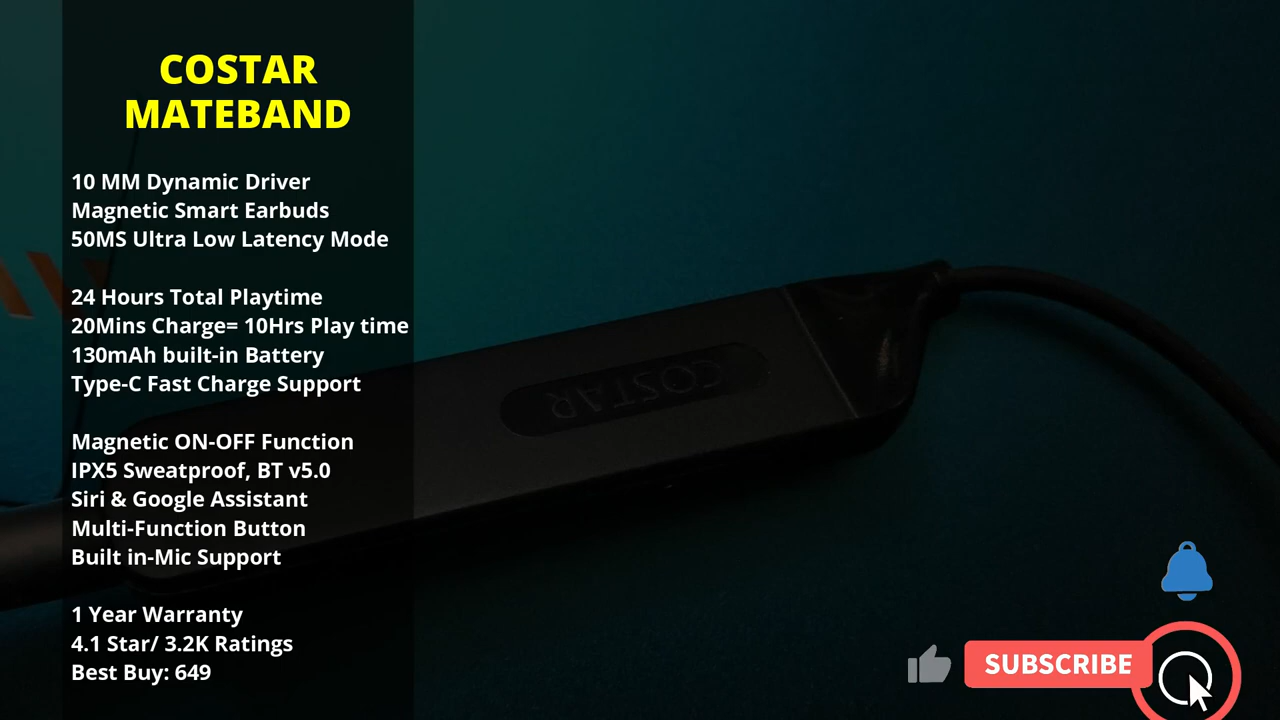 COSTAR
MATEBAND
10 MM Dynamic Driver
Magnetic Smart Earbuds
50MS Ultra Low Latency Mode
24 Hours Total Playtime
20Mins Charge= 10Hrs Play time
130mAh built-in Battery
Type-C Fast Charge Support
Magnetic ON-OFF Function
IPX5 Sweatproof, BT v5.0
Siri & Google Assistant
Multi-Function Button
Built in-Mic Support
1 Year Warranty
4.1 Star/ 3.2K Ratings
Best Buy: 649
COSTAR
SUBSCRIBE